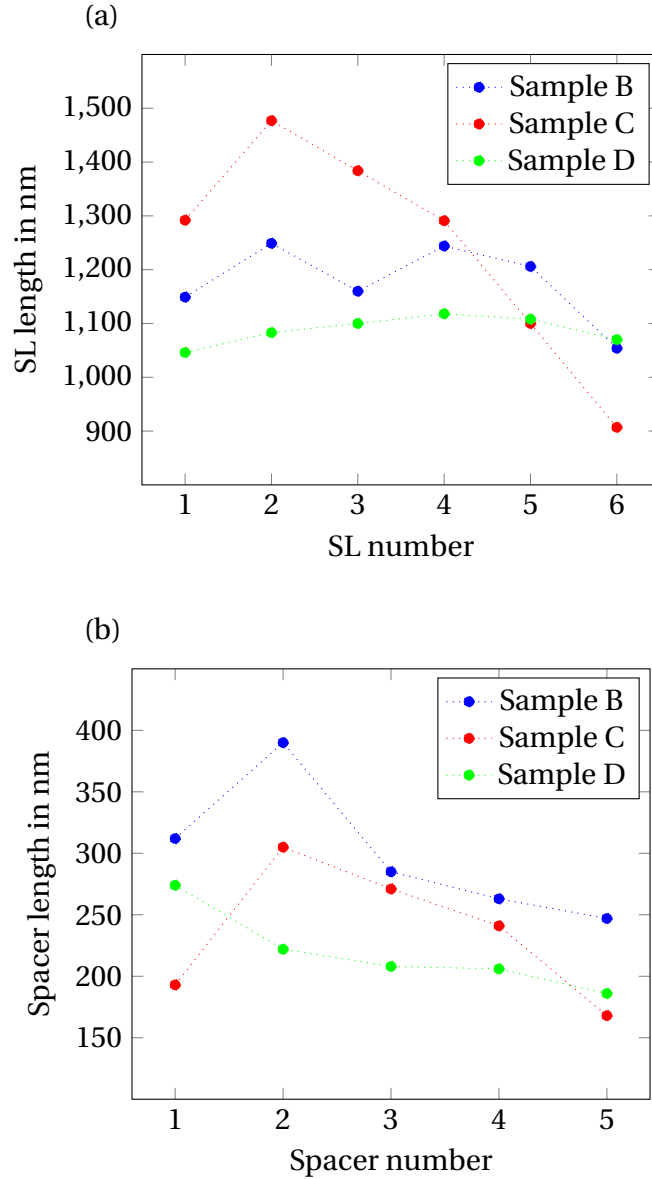 (a)
Sample B
Sample C
Sample D
1,500
1,400
1,300
1,200
1,100
1,000
900
SL length in nm
1 2 3 4 5 6
SL number
(b)
Sample B
Sample C
Sample D
400
350
300
250
200
150
Spacer length in nm
1 2 3 4 5
Spacer number